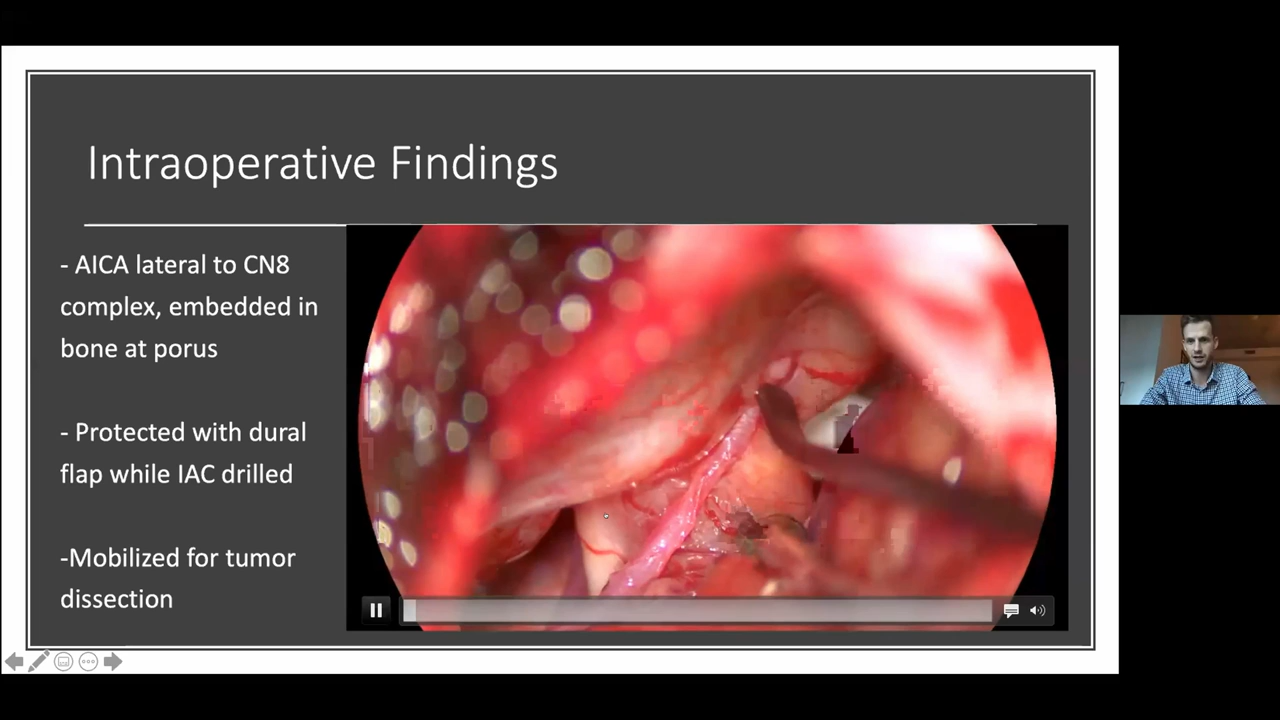 Intraoperative Findings
- AICA lateral to CN8
complex, embedded in
bone at porus
- Protected with dural
flap while IAC drilled
-Mobilized for tumor
dissection